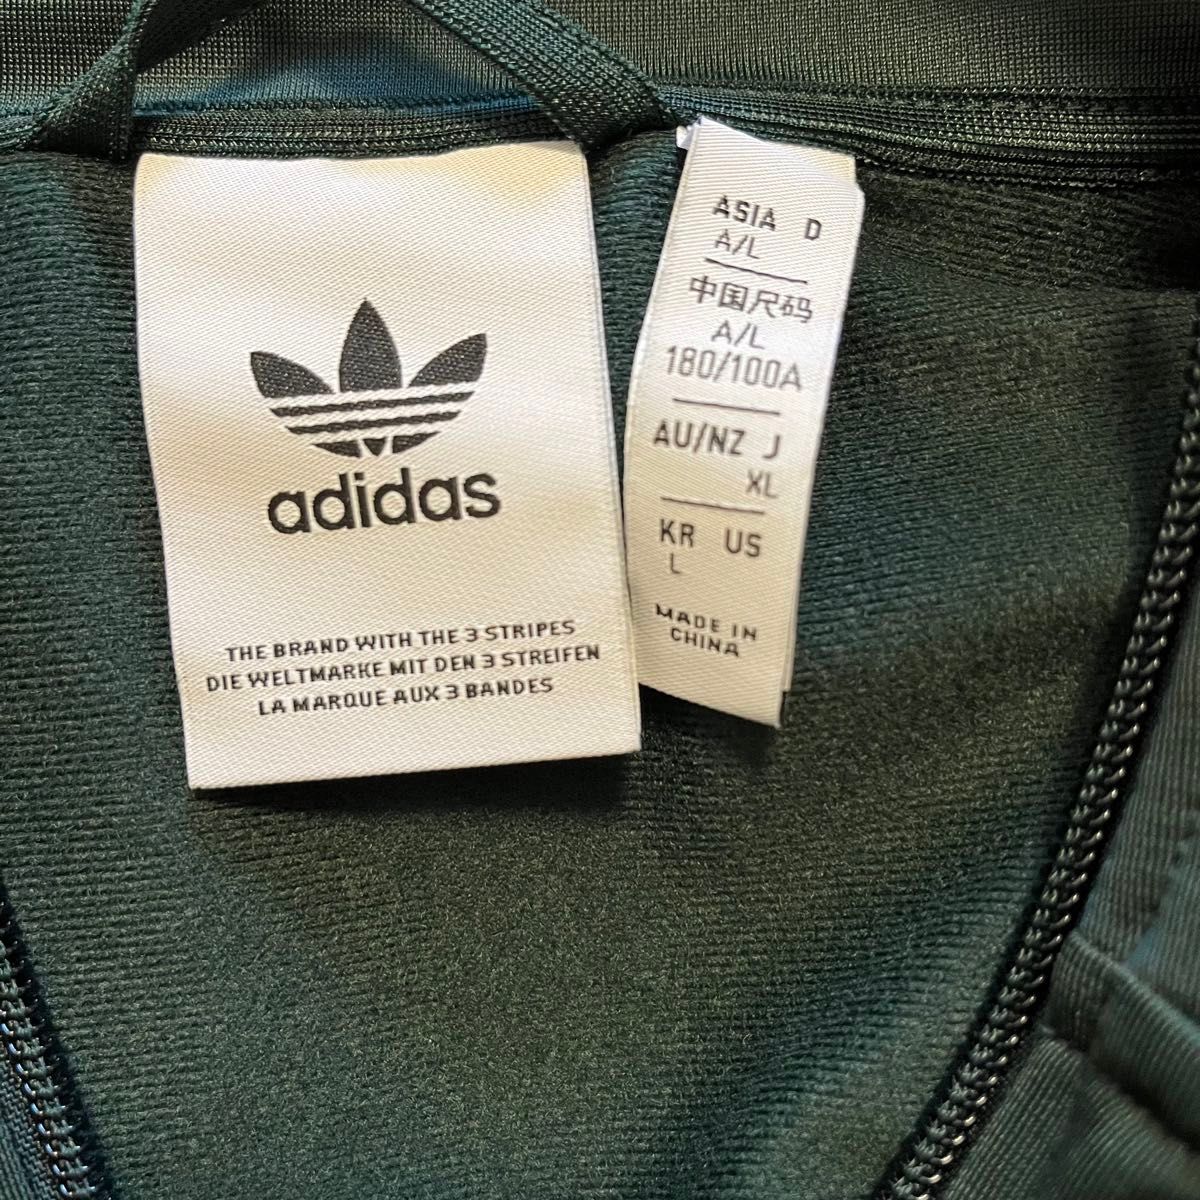 adidas
THE BRAND WITH THE 3 STRIPES
DIE WELTMARKE MIT DEN 3 STREIFEN
LA MARQUE AUX 3 BANDES
ASIA D
A/L
中国尺码
A/L
180/100A
AU/NZ J
XL
KR US
L
MADE IN
CHINA